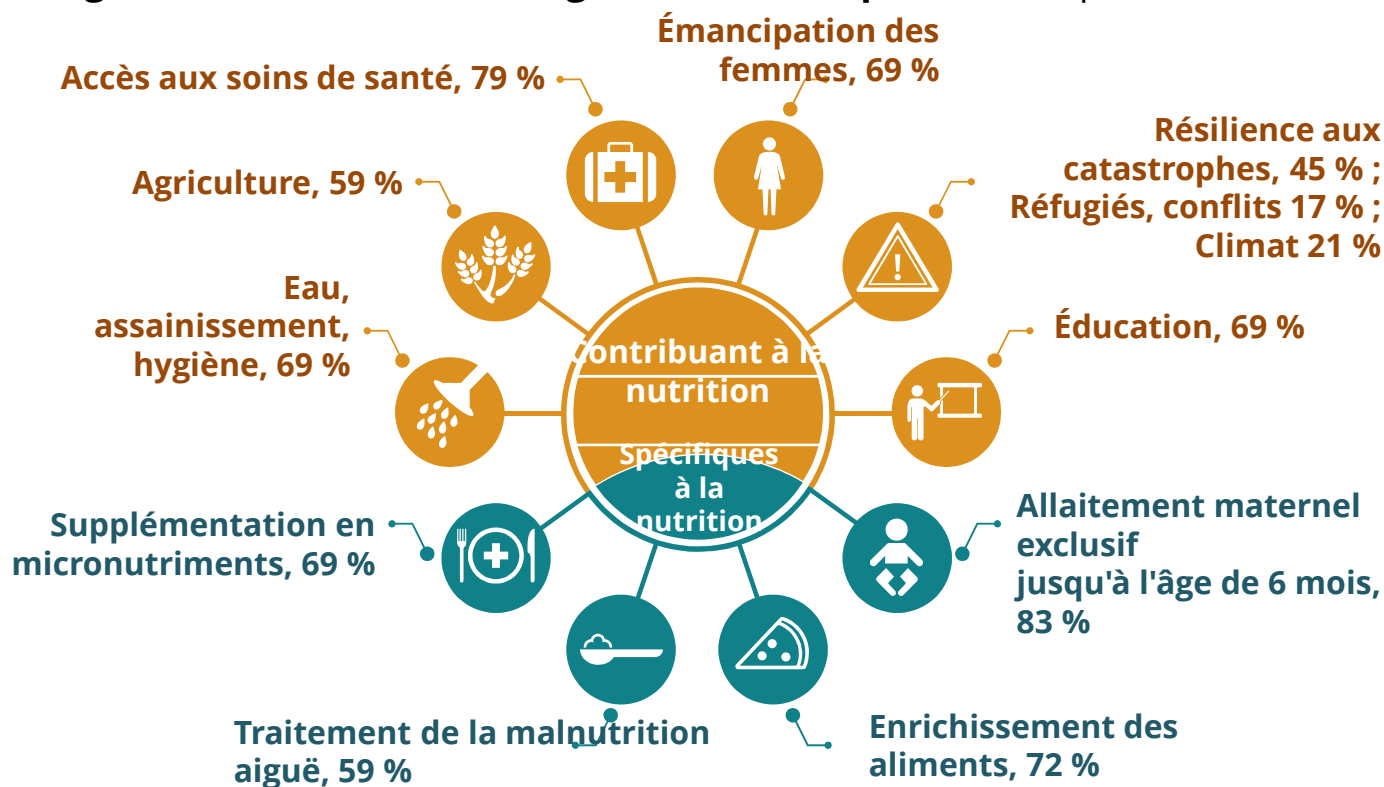 Émancipation des
femmes, 69 %
Accès aux soins de santé, 79 %
Résilience aux
catastrophes, 45 % ;
Réfugiés, conflits 17 % ;
Climat 21 %
Agriculture, 59 %
Eau,
assainissement,
hygiène, 69 %
Éducation, 69 %
Contribuant à la
nutrition
Spécifiques
à la
nutrition
Supplémentation en
micronutriments, 69 %
Allaitement maternel
exclusif
jusqu'à l'âge de 6 mois,
83 %
Traitement de la malnutrition
aiguë, 59 %
Enrichissement des
aliments, 72 %